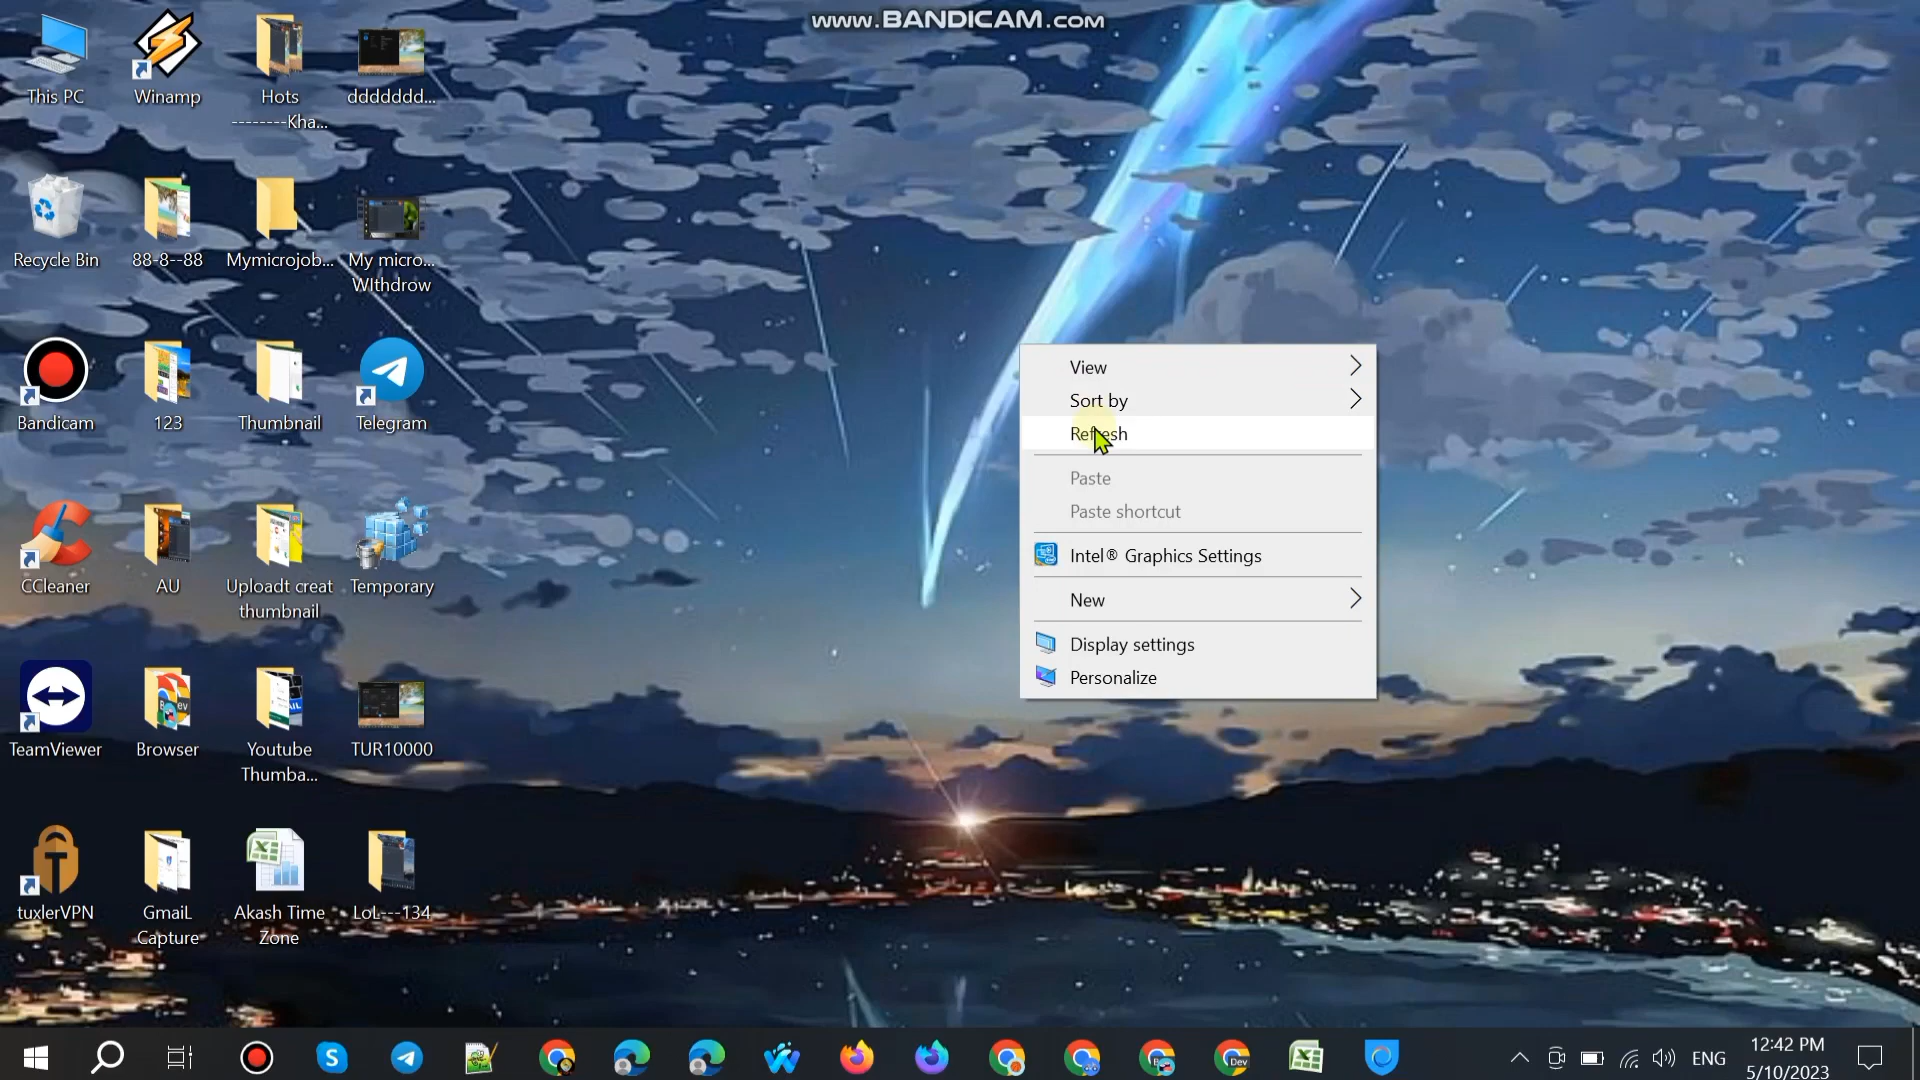 www.BANDICAM.com
This PC
Winamp
Hots
--------Kha...
ddddddd...
Recycle Bin
88-8--88
Mymicrojob...
My micro...
WIthdrow
Bandicam
123
Thumbnail
Telegram
CCleaner
AU
Uploadt creat
thumbnail
Temporary
TeamViewer
Browser
Youtube
Thumba...
TUR10000
tuxlerVPN
GmaiL
Capture
Akash Time
Zone
LoL---134
View
Sort by
Refresh
Paste
Paste shortcut
Intel® Graphics Settings
New
Display settings
Personalize
Dev
ENG
12:42 PM
5/10/2023